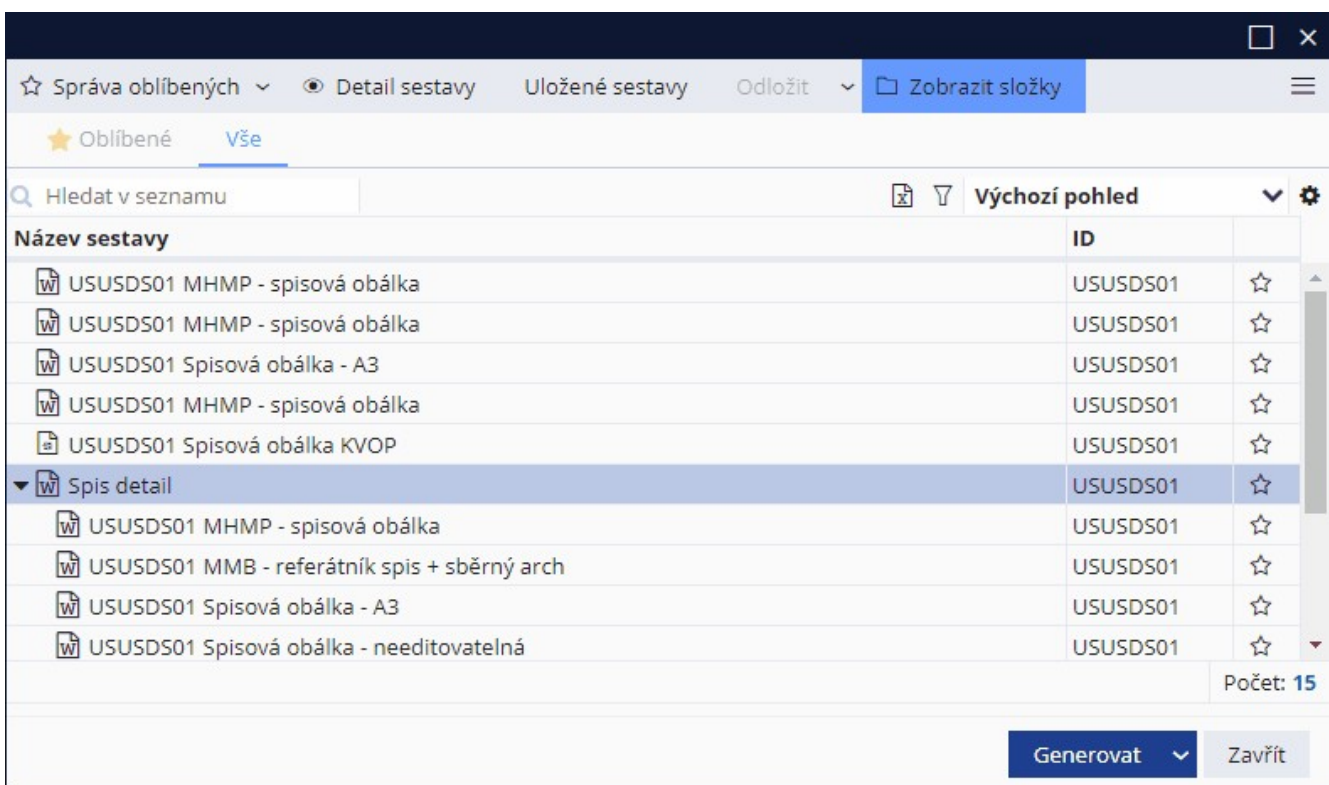 Správa oblíbených Detail sestavy Uložené sestavy Odložit Zobrazit složky
Oblíbené Vše
Hledat v seznamu Výchozí pohled
Název sestavy ID
USUSDS01 MHMP - spisová obálka USUSDS01
USUSDS01 MHMP - spisová obálka USUSDS01
USUSDS01 Spisová obálka - A3 USUSDS01
USUSDS01 MHMP - spisová obálka USUSDS01
USUSDS01 Spisová obálka KVOP USUSDS01
Spis detail USUSDS01
USUSDS01 MHMP - spisová obálka USUSDS01
USUSDS01 MMB - referátník spis + sběrný arch USUSDS01
USUSDS01 Spisová obálka - A3 USUSDS01
USUSDS01 Spisová obálka - needitovatelná USUSDS01
Počet: 15
Generovat Zavřít